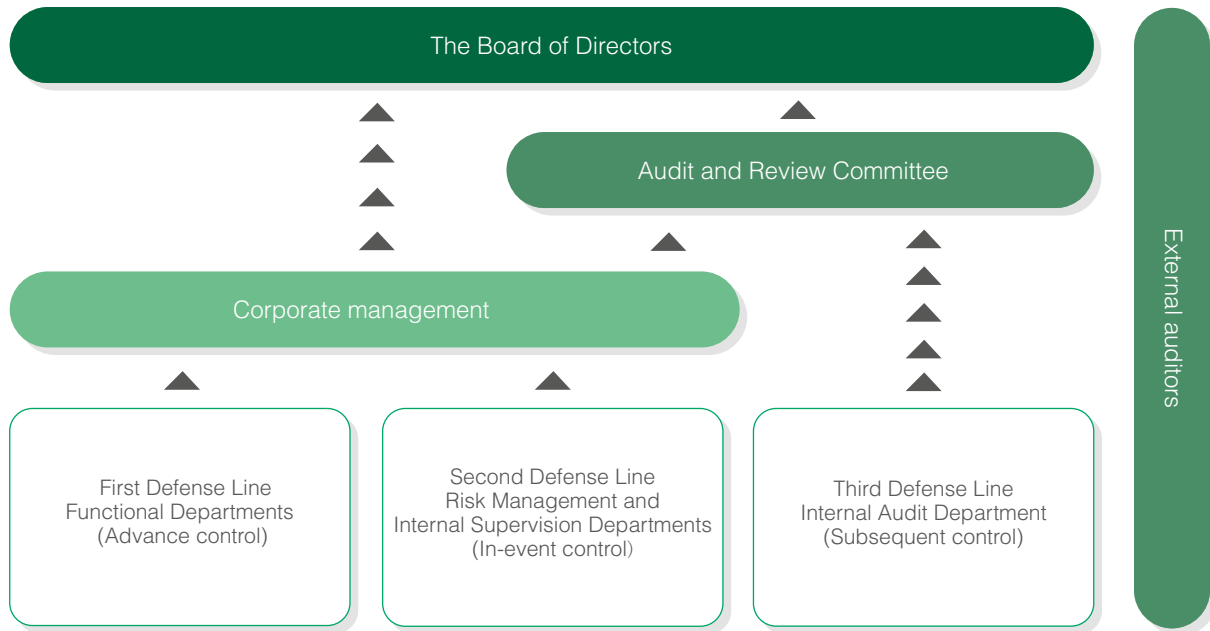 The Board of Directors
Audit and Review Committee
Corporate management
First Defense Line
Functional Departments
(Advance control)
Second Defense Line
Risk Management and
Internal Supervision Departments
(In-event control)
Third Defense Line
Internal Audit Department
(Subsequent control)
External auditors